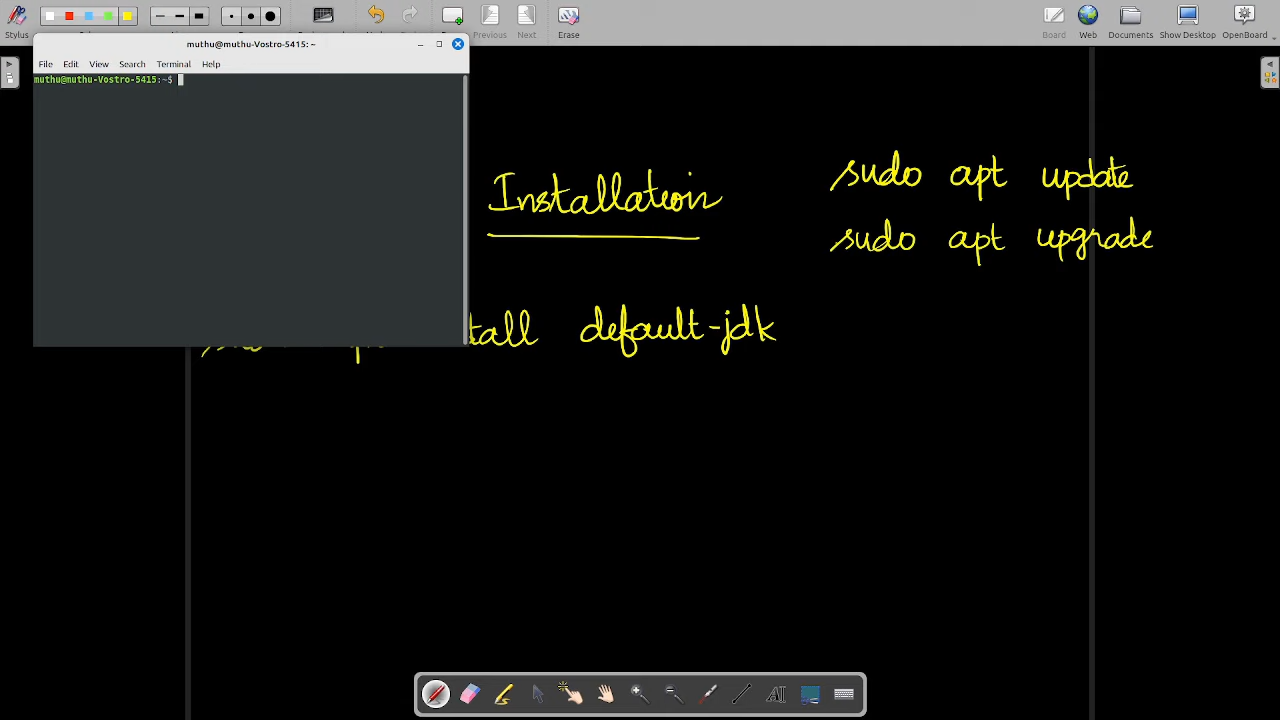 Stylus
Previous
Next
Erase
Board
Web
Documents
Show Desktop
OpenBoard
muthu@muthu-Vostro-5415: ~
File Edit View Search Terminal Help
muthu@muthu-Vostro-5415:~$
Installation
sudo apt update
sudo apt upgrade
default-jdk